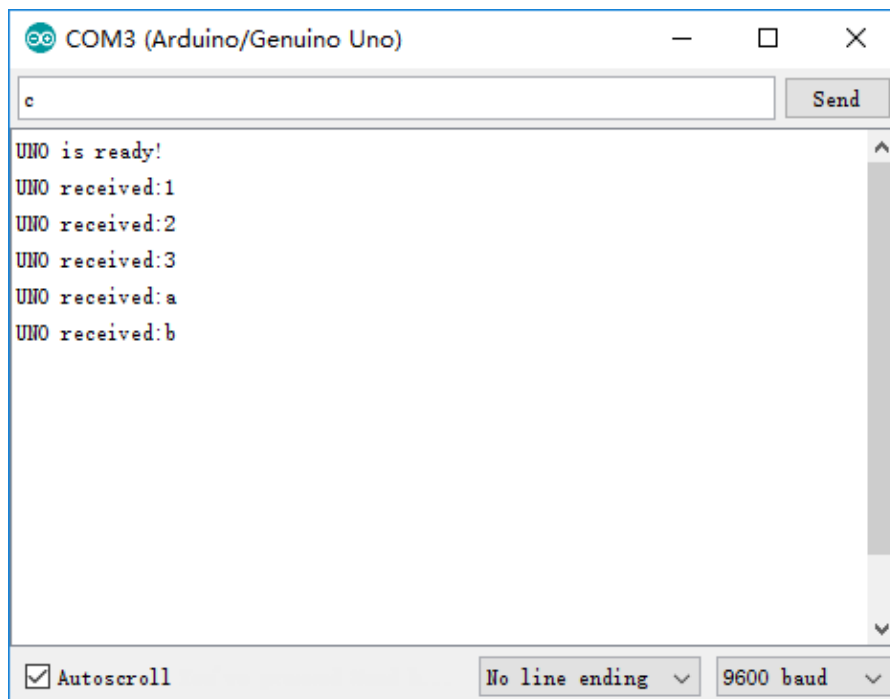 COM3 (Arduino/Genuino Uno)
c
Send
UNO is ready!
UNO received:1
UNO received:2
UNO received:3
UNO received:a
UNO received:b
Autoscroll
No line ending
9600 baud